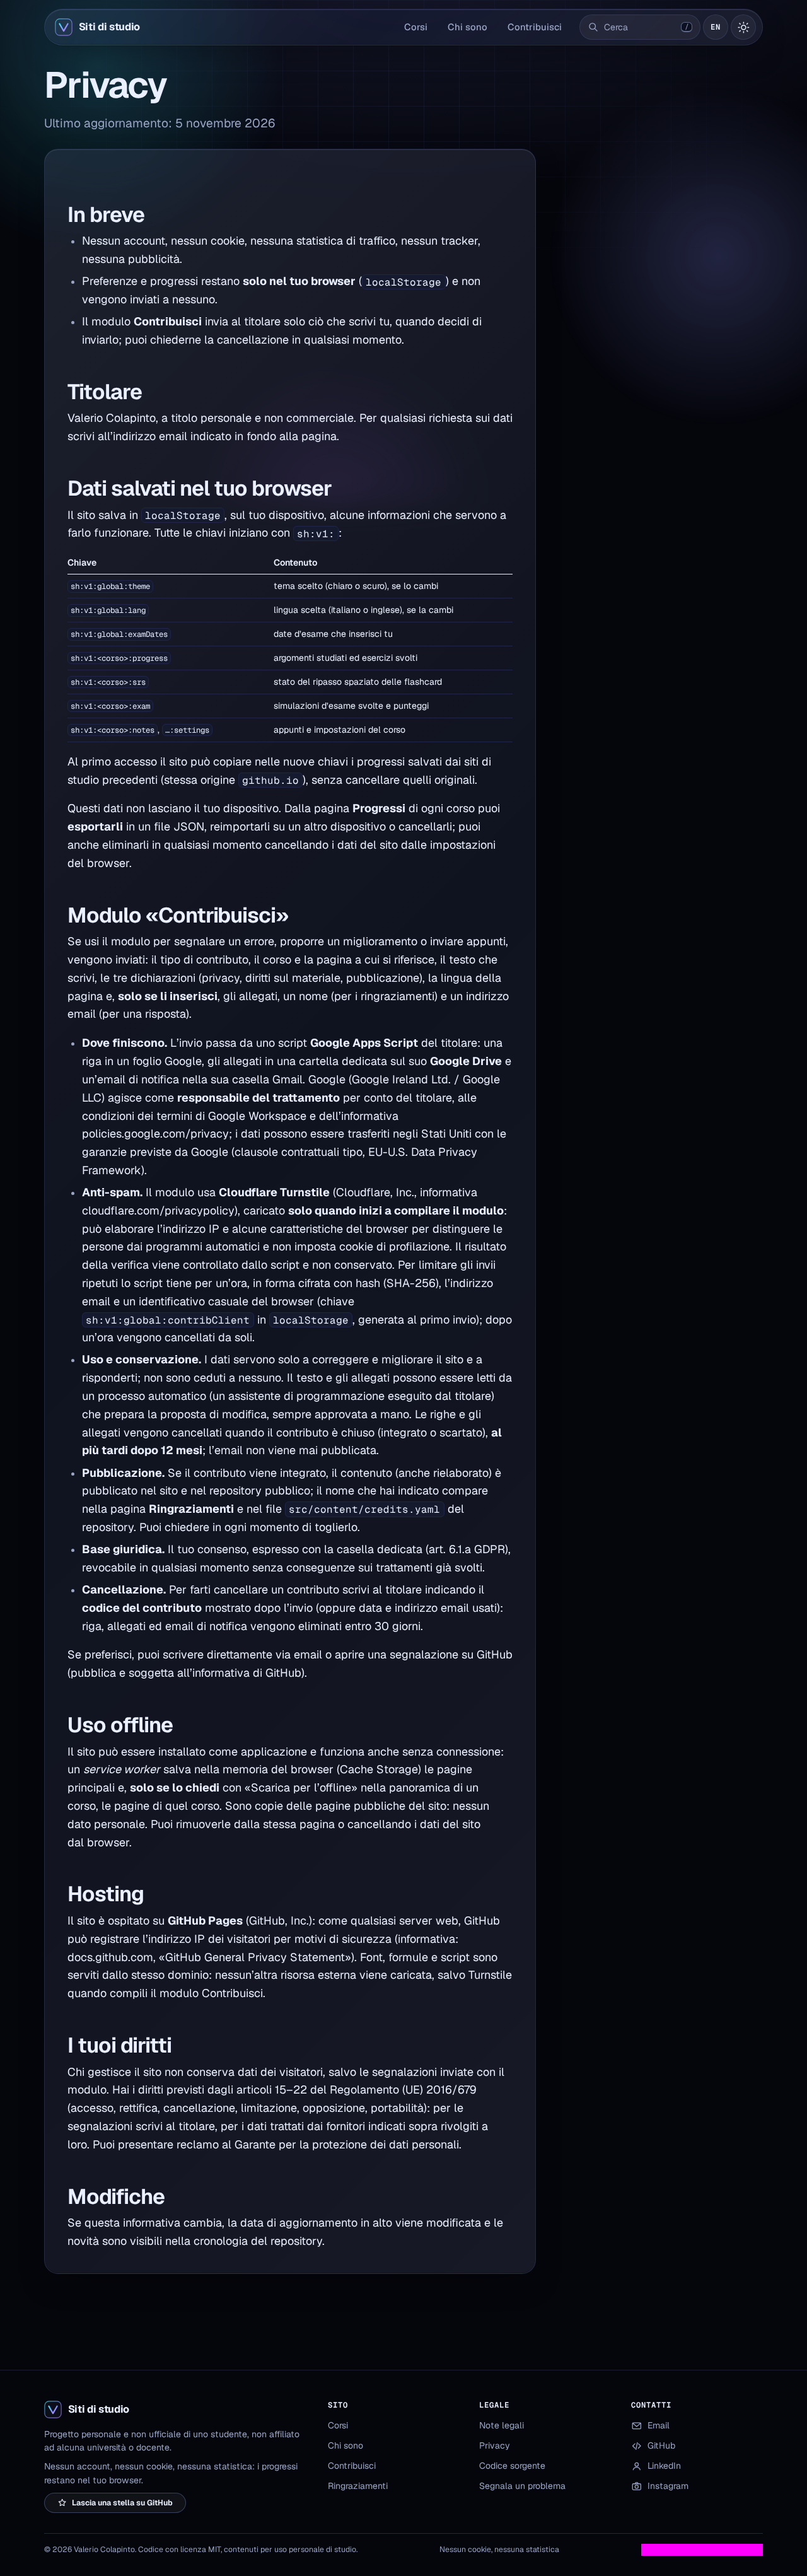 Siti di studio
Corsi
Chi sono
Contribuisci
Cerca
/
EN
Privacy
Ultimo aggiornamento: 5 novembre 2026
In breve
Nessun account, nessun cookie, nessuna statistica di traffico, nessun tracker,
nessuna pubblicità.
Preferenze e progressi restano solo nel tuo browser (localStorage) e non
vengono inviati a nessuno.
Il modulo Contribuisci invia al titolare solo ciò che scrivi tu, quando decidi di
inviarlo; puoi chiederne la cancellazione in qualsiasi momento.
Titolare
Valerio Colapinto, a titolo personale e non commerciale. Per qualsiasi richiesta sui dati
scrivi all’indirizzo email indicato in fondo alla pagina.
Dati salvati nel tuo browser
Il sito salva in localStorage, sul tuo dispositivo, alcune informazioni che servono a
farlo funzionare. Tutte le chiavi iniziano con sh:v1::
Chiave Contenuto
sh:v1:global:theme tema scelto (chiaro o scuro), se lo cambi
sh:v1:global:lang lingua scelta (italiano o inglese), se la cambi
sh:v1:global:examDates date d'esame che inserisci tu
sh:v1:<corso>:progress argomenti studiati ed esercizi svolti
sh:v1:<corso>:srs stato del ripasso spaziato delle flashcard
sh:v1:<corso>:exam simulazioni d'esame svolte e punteggi
sh:v1:<corso>:notes, …:settings appunti e impostazioni del corso
Al primo accesso il sito può copiare nelle nuove chiavi i progressi salvati dai siti di
studio precedenti (stessa origine github.io), senza cancellare quelli originali.
Questi dati non lasciano il tuo dispositivo. Dalla pagina Progressi di ogni corso puoi
esportarli in un file JSON, reimportarli su un altro dispositivo o cancellarli; puoi
anche eliminarli in qualsiasi momento cancellando i dati del sito dalle impostazioni
del browser.
Modulo «Contribuisci»
Se usi il modulo per segnalare un errore, proporre un miglioramento o inviare appunti,
vengono inviati: il tipo di contributo, il corso e la pagina a cui si riferisce, il testo che
scrivi, le tre dichiarazioni (privacy, diritti sul materiale, pubblicazione), la lingua della
pagina e, solo se li inserisci, gli allegati, un nome (per i ringraziamenti) e un indirizzo
email (per una risposta).
Dove finiscono. L’invio passa da uno script Google Apps Script del titolare: una
riga in un foglio Google, gli allegati in una cartella dedicata sul suo Google Drive e
un’email di notifica nella sua casella Gmail. Google (Google Ireland Ltd. / Google
LLC) agisce come responsabile del trattamento per conto del titolare, alle
condizioni dei termini di Google Workspace e dell’informativa
policies.google.com/privacy; i dati possono essere trasferiti negli Stati Uniti con le
garanzie previste da Google (clausole contrattuali tipo, EU-U.S. Data Privacy
Framework).
Anti-spam. Il modulo usa Cloudflare Turnstile (Cloudflare, Inc., informativa
cloudflare.com/privacypolicy), caricato solo quando inizi a compilare il modulo:
può elaborare l’indirizzo IP e alcune caratteristiche del browser per distinguere le
persone dai programmi automatici e non imposta cookie di profilazione. Il risultato
della verifica viene controllato dallo script e non conservato. Per limitare gli invii
ripetuti lo script tiene per un’ora, in forma cifrata con hash (SHA-256), l’indirizzo
email e un identificativo casuale del browser (chiave
sh:v1:global:contribClient in localStorage, generata al primo invio); dopo
un’ora vengono cancellati da soli.
Uso e conservazione. I dati servono solo a correggere e migliorare il sito e a
risponderti; non sono ceduti a nessuno. Il testo e gli allegati possono essere letti da
un processo automatico (un assistente di programmazione eseguito dal titolare)
che prepara la proposta di modifica, sempre approvata a mano. Le righe e gli
allegati vengono cancellati quando il contributo è chiuso (integrato o scartato), al
più tardi dopo 12 mesi; l’email non viene mai pubblicata.
Pubblicazione. Se il contributo viene integrato, il contenuto (anche rielaborato) è
pubblicato nel sito e nel repository pubblico; il nome che hai indicato compare
nella pagina Ringraziamenti e nel file src/content/credits.yaml del
repository. Puoi chiedere in ogni momento di toglierlo.
Base giuridica. Il tuo consenso, espresso con la casella dedicata (art. 6.1.a GDPR),
revocabile in qualsiasi momento senza conseguenze sui trattamenti già svolti.
Cancellazione. Per farti cancellare un contributo scrivi al titolare indicando il
codice del contributo mostrato dopo l’invio (oppure data e indirizzo email usati):
riga, allegati ed email di notifica vengono eliminati entro 30 giorni.
Se preferisci, puoi scrivere direttamente via email o aprire una segnalazione su GitHub
(pubblica e soggetta all’informativa di GitHub).
Uso offline
Il sito può essere installato come applicazione e funziona anche senza connessione:
un service worker salva nella memoria del browser (Cache Storage) le pagine
principali e, solo se lo chiedi con «Scarica per l’offline» nella panoramica di un
corso, le pagine di quel corso. Sono copie delle pagine pubbliche del sito: nessun
dato personale. Puoi rimuoverle dalla stessa pagina o cancellando i dati del sito
dal browser.
Hosting
Il sito è ospitato su GitHub Pages (GitHub, Inc.): come qualsiasi server web, GitHub
può registrare l’indirizzo IP dei visitatori per motivi di sicurezza (informativa:
docs.github.com, «GitHub General Privacy Statement»). Font, formule e script sono
serviti dallo stesso dominio: nessun’altra risorsa esterna viene caricata, salvo Turnstile
quando compili il modulo Contribuisci.
I tuoi diritti
Chi gestisce il sito non conserva dati dei visitatori, salvo le segnalazioni inviate con il
modulo. Hai i diritti previsti dagli articoli 15–22 del Regolamento (UE) 2016/679
(accesso, rettifica, cancellazione, limitazione, opposizione, portabilità): per le
segnalazioni scrivi al titolare, per i dati trattati dai fornitori indicati sopra rivolgiti a
loro. Puoi presentare reclamo al Garante per la protezione dei dati personali.
Modifiche
Se questa informativa cambia, la data di aggiornamento in alto viene modificata e le
novità sono visibili nella cronologia del repository.
Siti di studio
Progetto personale e non ufficiale di uno studente, non affiliato
ad alcuna università o docente.
Nessun account, nessun cookie, nessuna statistica: i progressi
restano nel tuo browser.
Lascia una stella su GitHub
SITO
Corsi
Chi sono
Contribuisci
Ringraziamenti
LEGALE
Note legali
Privacy
Codice sorgente
Segnala un problema
CONTATTI
Email
GitHub
LinkedIn
Instagram
© 2026 Valerio Colapinto. Codice con licenza MIT, contenuti per uso personale di studio.
Nessun cookie, nessuna statistica